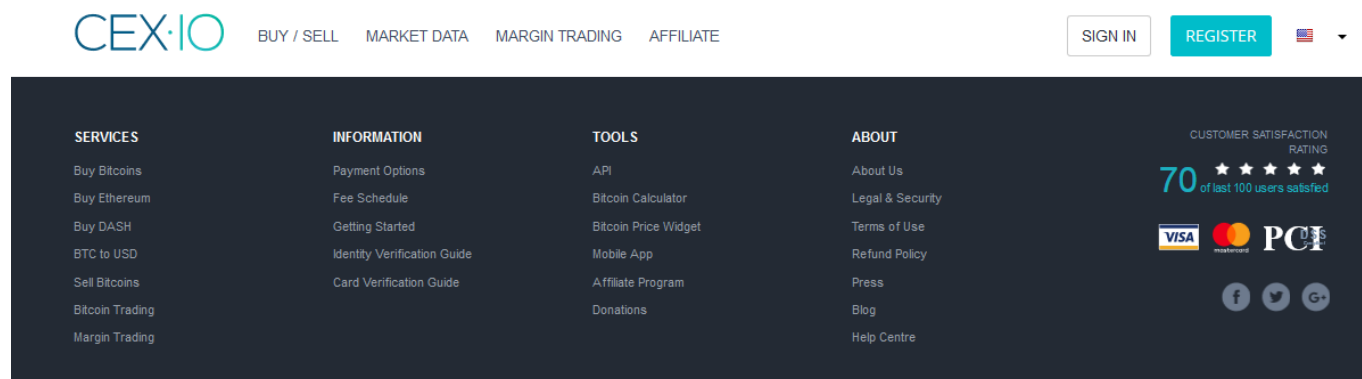 CEX·IO
BUY / SELL MARKET DATA MARGIN TRADING AFFILIATE
SIGN IN
REGISTER
SERVICES
Buy Bitcoins
Buy Ethereum
Buy DASH
BTC to USD
Sell Bitcoins
Bitcoin Trading
Margin Trading
INFORMATION
Payment Options
Fee Schedule
Getting Started
Identity Verification Guide
Card Verification Guide
TOOLS
API
Bitcoin Calculator
Bitcoin Price Widget
Mobile App
Affiliate Program
Donations
ABOUT
About Us
Legal & Security
Terms of Use
Refund Policy
Press
Blog
Help Centre
CUSTOMER SATISFACTION
RATING
70
of last 100 users satisfied
VISA
mastercard
PCI
DSS
f
G+